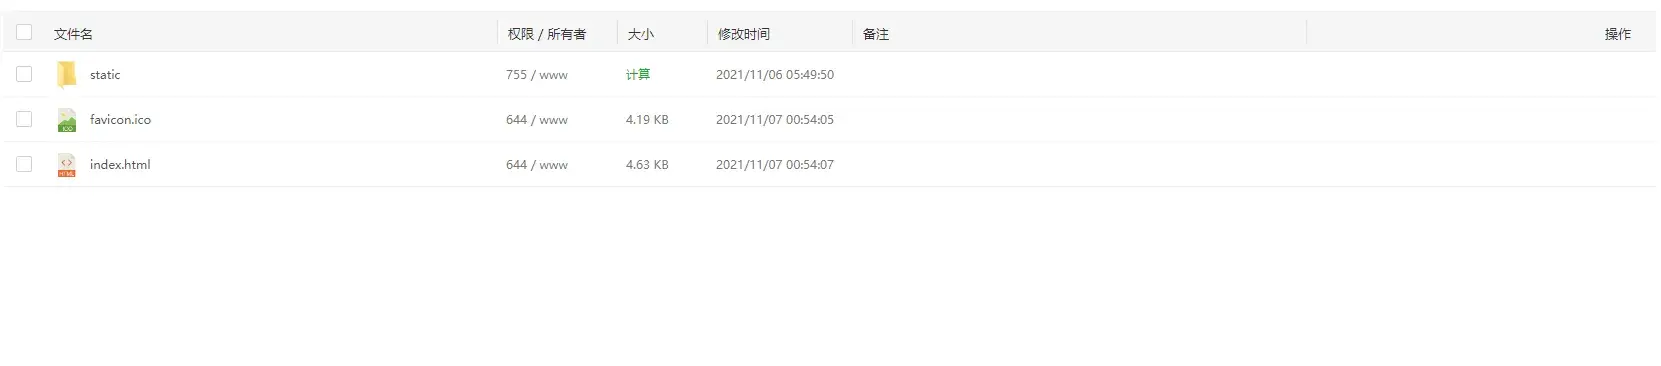 文件名 权限 / 所有者 大小 修改时间 备注 操作
static 755 / www 计算 2021/11/06 05:49:50
ICO favicon.ico 644 / www 4.19 KB 2021/11/07 00:54:05
HTML index.html 644 / www 4.63 KB 2021/11/07 00:54:07